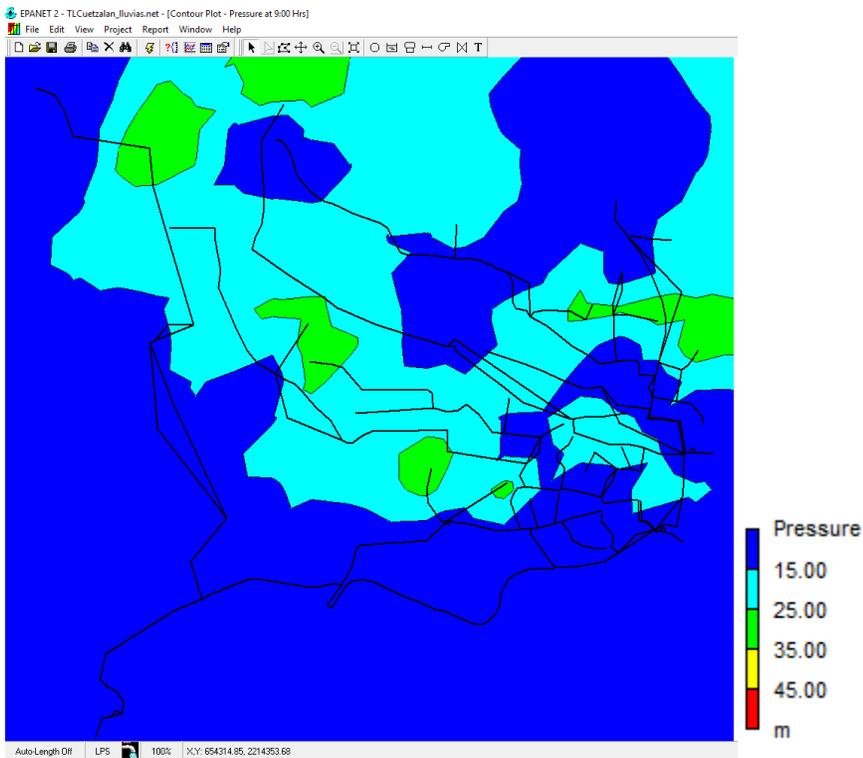 EPANET 2 - TLCuetzalan_lluvias.net - [Contour Plot - Pressure at 9:00 Hrs]
File Edit View Project Report Window Help
T
Pressure
15.00
25.00
35.00
45.00
m
Auto-Length Off LPS 100% X,Y: 654314.85, 2214353.68